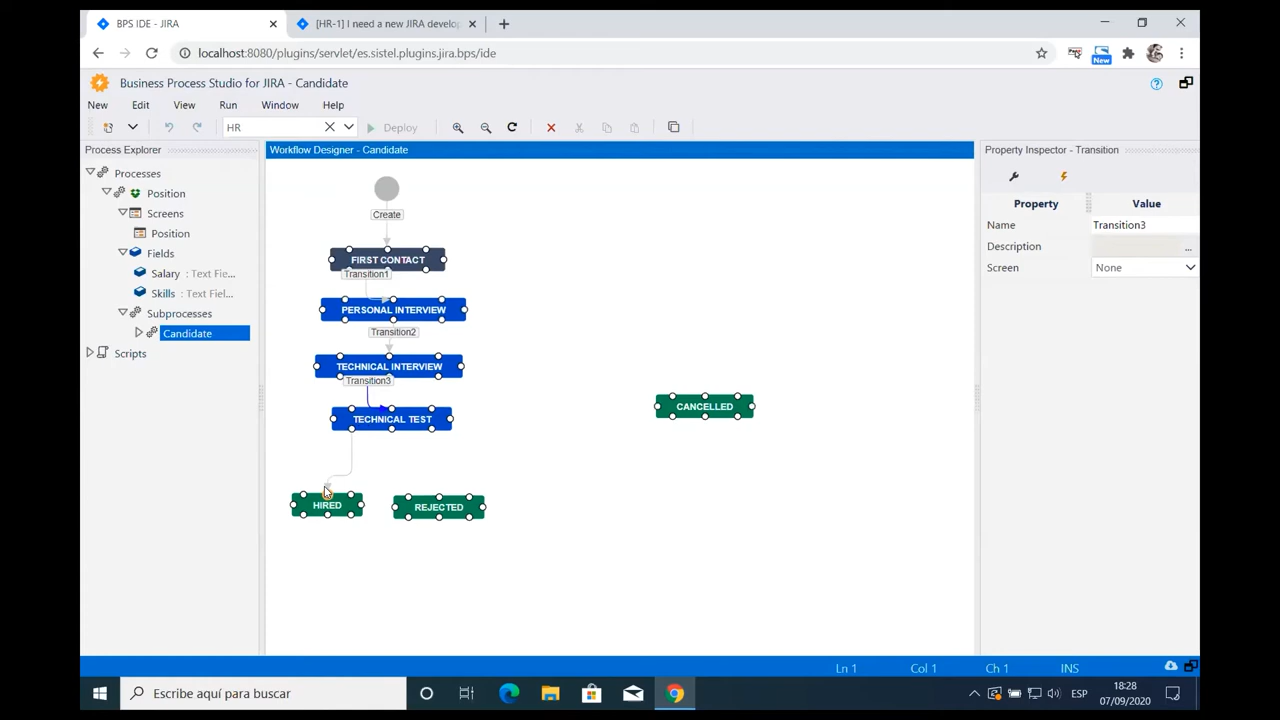 BPS IDE - JIRA
[HR-1] I need a new JIRA develop
localhost:8080/plugins/servlet/es.sistel.plugins.jira.bps/ide
New
Business Process Studio for JIRA - Candidate
New Edit View Run Window Help
HR
Deploy
Process Explorer
Workflow Designer - Candidate
Property Inspector - Transition
Processes
Position
Screens
Position
Fields
Salary : Text Fie...
Skills : Text Fiel...
Subprocesses
Candidate
Scripts
Create
FIRST CONTACT
Transition1
PERSONAL INTERVIEW
Transition2
TECHNICAL INTERVIEW
Transition3
TECHNICAL TEST
CANCELLED
HIRED
REJECTED
Property Value
Name Transition3
Description ...
Screen None
Ln 1 Col 1 Ch 1 INS
Escribe aquí para buscar
ESP
18:28
07/09/2020